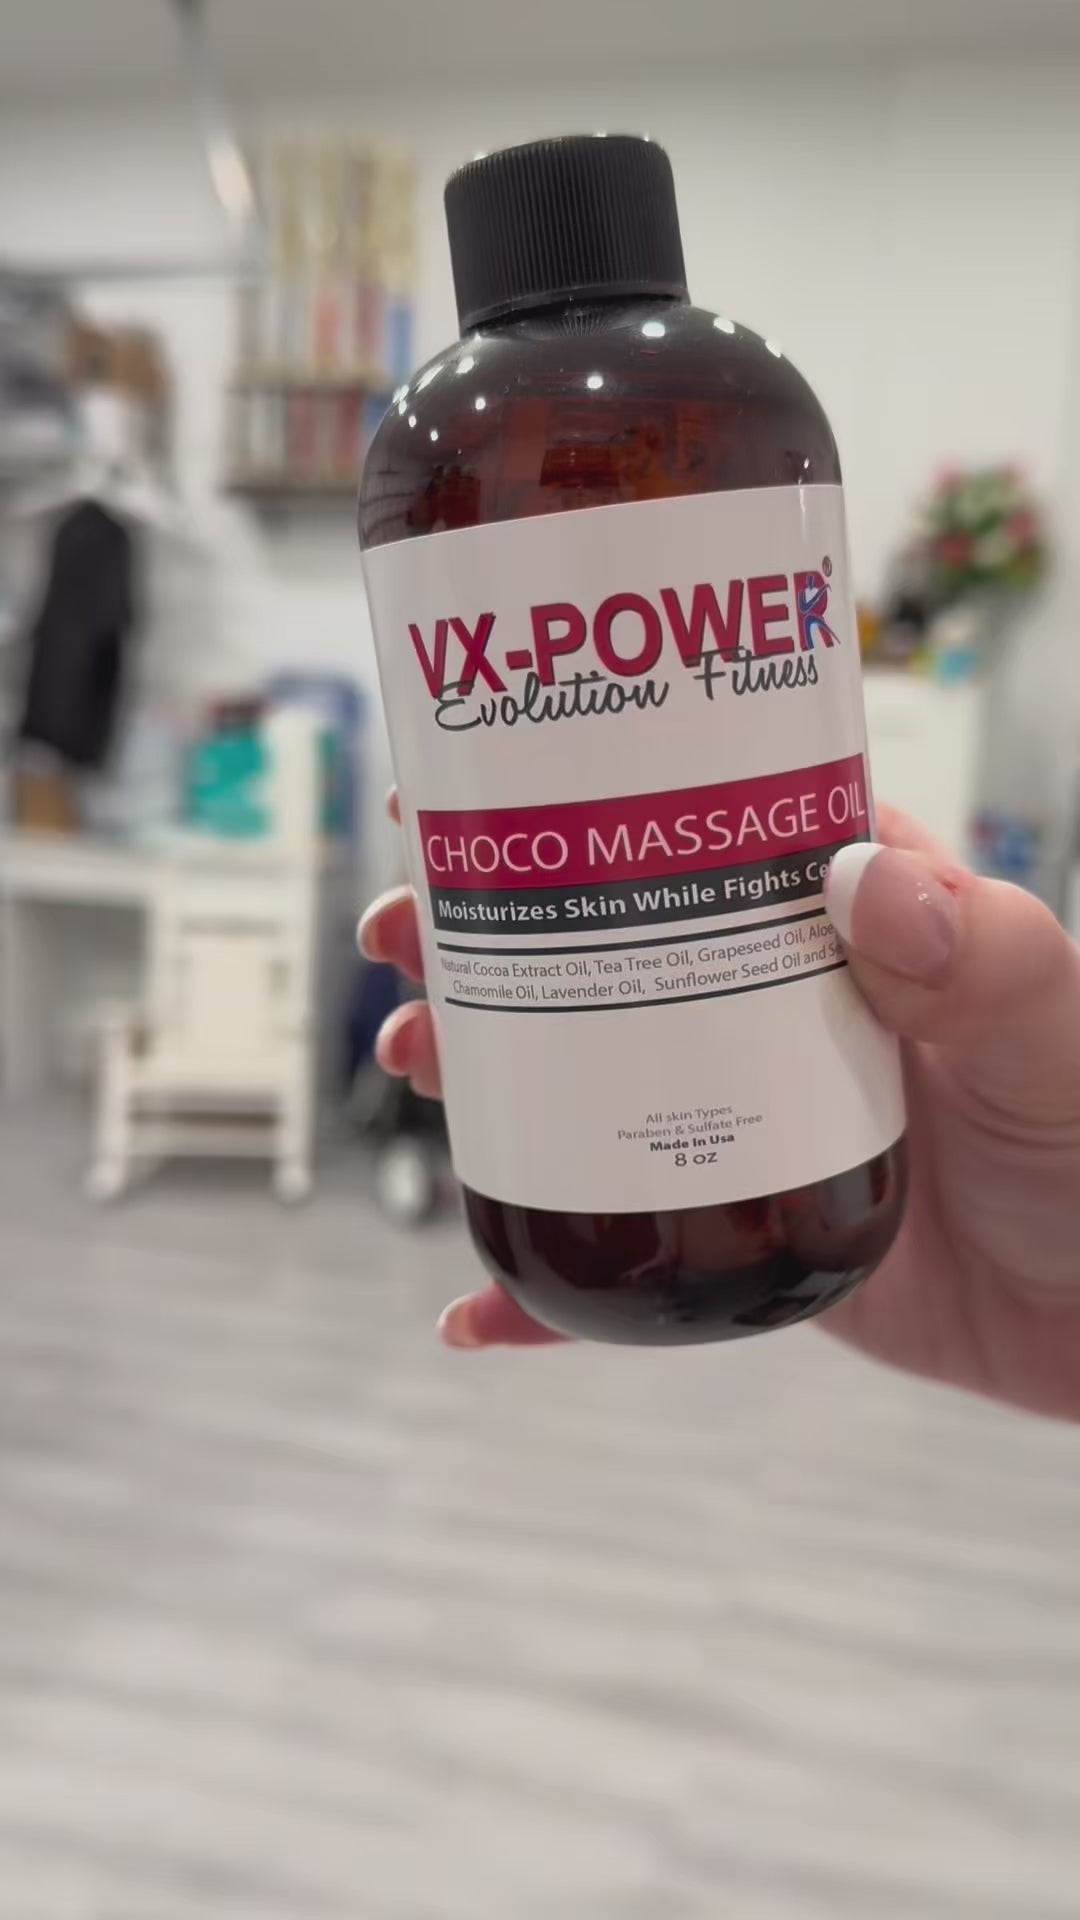 VX-POWER®
Evolution Fitness
CHOCO MASSAGE OIL
Moisturizes Skin While Fights
Natural Cocoa Extract Oil, Tea Tree Oil, Grapeseed Oil, Aloe
Chamomile Oil, Lavender Oil, Sunflower Seed Oil and
All skin Types
Paraben & Sulfate Free
Made In Usa
8 oz